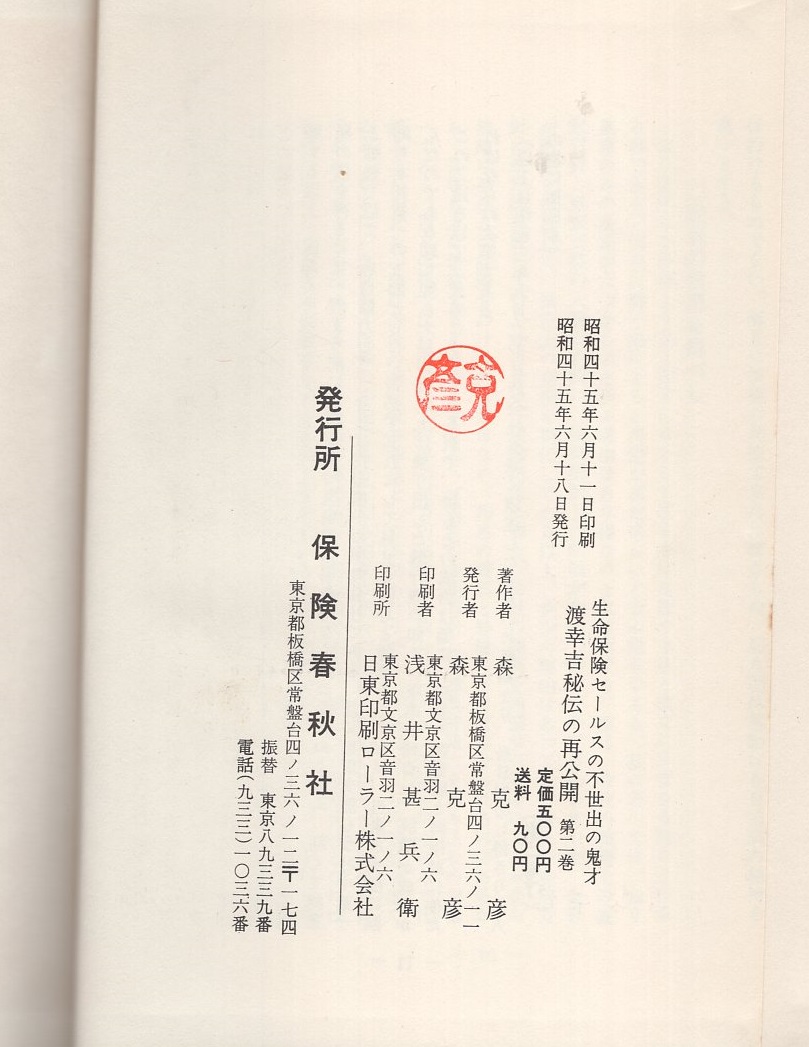 昭和四十五年六月十一日印刷
昭和四十五年六月十八日発行
生命保険セールスの不世出の鬼才
渡幸吉秘伝の再公開 第二巻
定価五〇〇円
送料 九〇円
克彦
著作者 森克彦
東京都板橋区常盤台四ノ三六ノ一一
発行者 森克彦
東京都文京区音羽二ノ一ノ六
印刷者 浅井甚兵衛
東京都文京区音羽二ノ一ノ六
印刷所 日東印刷ローラー株式会社
発行所 保険春秋社
東京都板橋区常盤台四ノ三六ノ一二〒一七四
振替 東京八九三三九番
電話(九三三)一〇三六番